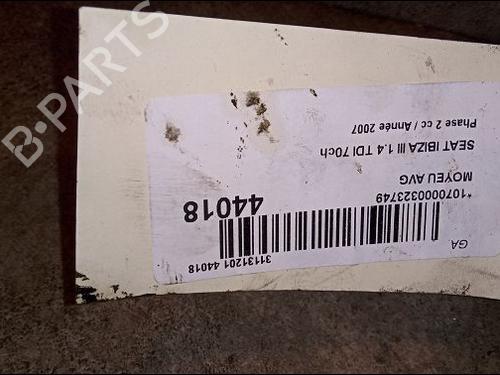 B-PARTS
GA
31131201 44018
*1070000323749
44018
MOYEU AVG
SEAT IBIZA III 1.4 TDI 70ch
Phase 2 cc / Année 2007